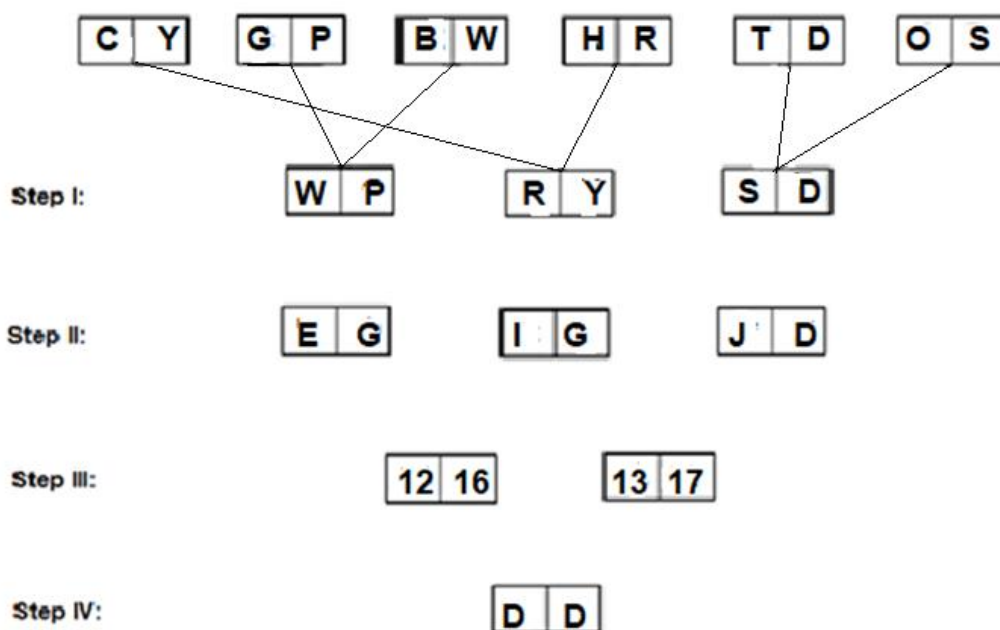 C Y G P B W H R T D O S
Step I: W P R Y S D
Step II: E G I G J D
Step III: 12 16 13 17
Step IV: D D